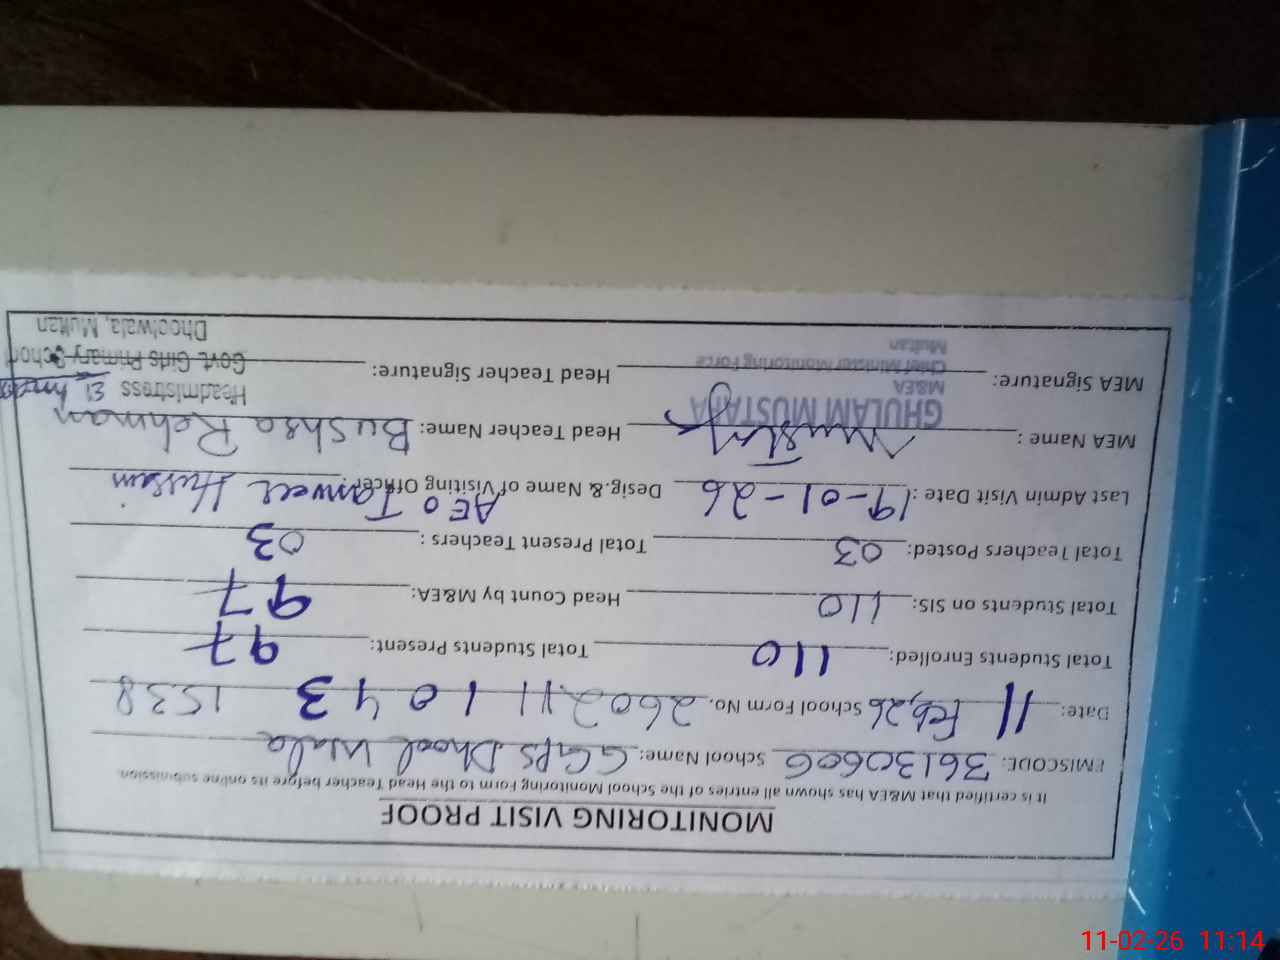 MONITORING VISIT PROOF
It is certified that M&EA has shown all entries of the School Monitoring Form to the Head Teacher before its online submission.
EMISCODE: 36130606 School Name: GGPS Dhool Wala
Date: 11 Feb, 26 School Form No. 260211 1043 1538
Total Students Enrolled: 110 Total Students Present: 97
Total Students on SIS: 110 Head Count by M&EA: 97
Total Teachers Posted: 03 Total Present Teachers : 03
Last Admin Visit Date : 19-01-26 Desig.& Name of Visiting Officer: AEO Tanveer Hussain
MEA Name : Mustafa Head Teacher Name: Bushra Rehman
GHULAM MUSTAFA
M&EA
Chief Minister Monitoring Force
Multan
MEA Signature: Head Teacher Signature:
Headmistress
Govt. Girls Primary School
Dhoolwala, Multan
11-02-26 11:14